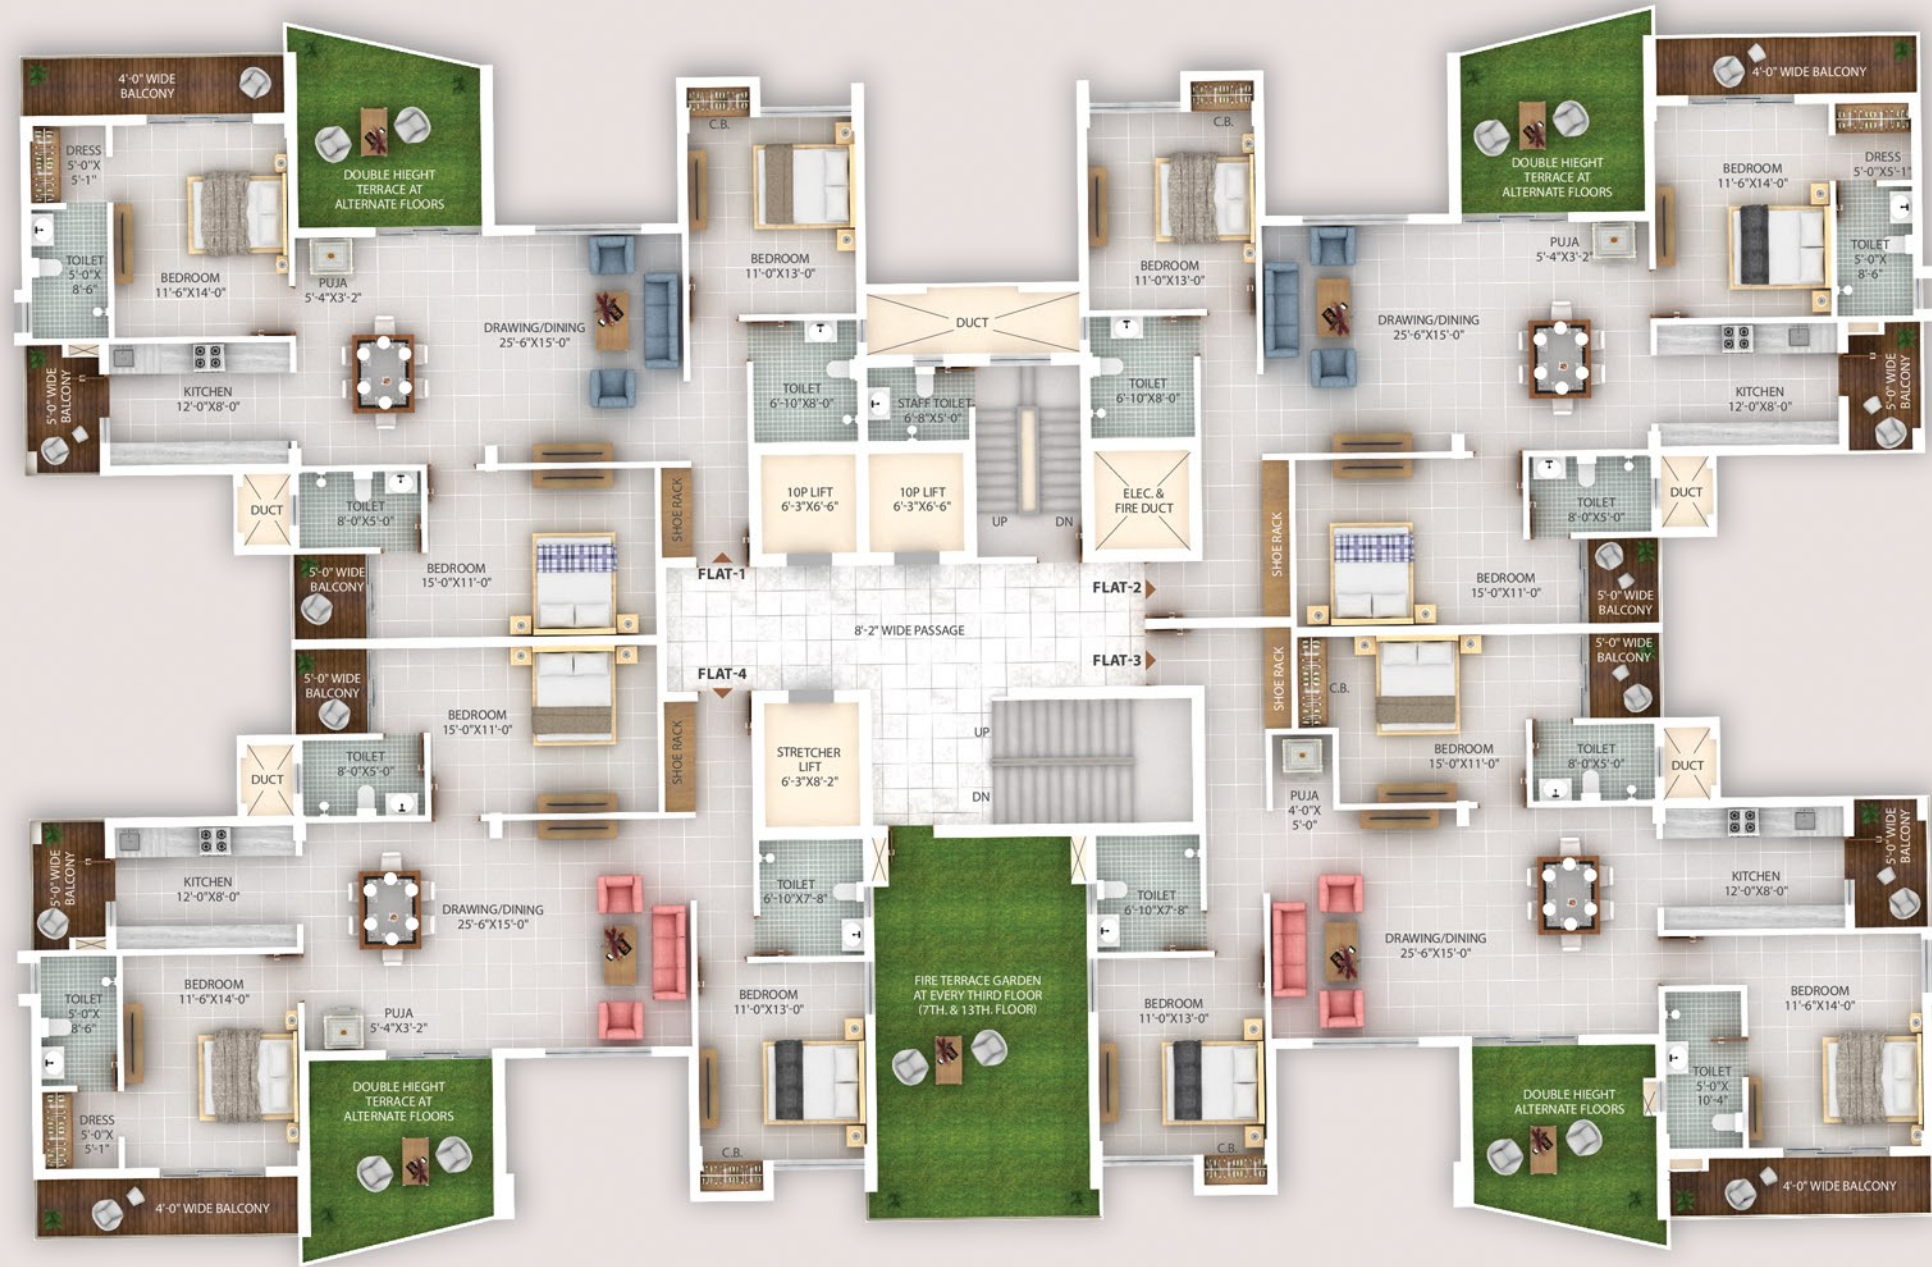 4'-0" WIDE
BALCONY
DRESS
5'-0"X
5'-1"
TOILET
5'-0"X
8'-6"
BEDROOM
11'-6"X14'-0"
DOUBLE HIEGHT
TERRACE AT
ALTERNATE FLOORS
PUJA
5'-4"X3'-2"
DRAWING/DINING
25'-6"X15'-0"
C.B.
BEDROOM
11'-0"X13'-0"
5'-0" WIDE
BALCONY
KITCHEN
12'-0"X8'-0"
TOILET
6'-10"X8'-0"
DUCT
TOILET
8'-0"X5'-0"
SHOE RACK
5'-0" WIDE
BALCONY
BEDROOM
15'-0"X11'-0"
FLAT-1
DUCT
STAFF TOILET
6'-8"X5'-0"
10P LIFT
6'-3"X6'-6"
10P LIFT
6'-3"X6'-6"
UP
DN
ELEC. &
FIRE DUCT
C.B.
BEDROOM
11'-0"X13'-0"
TOILET
6'-10"X8'-0"
DRAWING/DINING
25'-6"X15'-0"
DOUBLE HIEGHT
TERRACE AT
ALTERNATE FLOORS
PUJA
5'-4"X3'-2"
4'-0" WIDE BALCONY
BEDROOM
11'-6"X14'-0"
DRESS
5'-0"X5'-1"
TOILET
5'-0"X
8'-6"
KITCHEN
12'-0"X8'-0"
5'-0" WIDE
BALCONY
TOILET
8'-0"X5'-0"
DUCT
SHOE RACK
BEDROOM
15'-0"X11'-0"
5'-0" WIDE
BALCONY
FLAT-2
8'-2" WIDE PASSAGE
FLAT-3
FLAT-4
5'-0" WIDE
BALCONY
BEDROOM
15'-0"X11'-0"
SHOE RACK
DUCT
TOILET
8'-0"X5'-0"
STRETCHER
LIFT
6'-3"X8'-2"
UP
DN
5'-0" WIDE
BALCONY
KITCHEN
12'-0"X8'-0"
DRAWING/DINING
25'-6"X15'-0"
TOILET
6'-10"X7'-8"
TOILET
5'-0"X
8'-6"
BEDROOM
11'-6"X14'-0"
PUJA
5'-4"X3'-2"
BEDROOM
11'-0"X13'-0"
DRESS
5'-0"X
5'-1"
DOUBLE HIEGHT
TERRACE AT
ALTERNATE FLOORS
C.B.
4'-0" WIDE BALCONY
FIRE TERRACE GARDEN
AT EVERY THIRD FLOOR
(7TH. & 13TH. FLOOR)
SHOE RACK
C.B.
5'-0" WIDE
BALCONY
BEDROOM
15'-0"X11'-0"
TOILET
8'-0"X5'-0"
DUCT
PUJA
4'-0"X
5'-0"
TOILET
6'-10"X7'-8"
DRAWING/DINING
25'-6"X15'-0"
KITCHEN
12'-0"X8'-0"
5'-0" WIDE
BALCONY
BEDROOM
11'-0"X13'-0"
C.B.
BEDROOM
11'-6"X14'-0"
TOILET
5'-0"X
10'-4"
DOUBLE HIEGHT
ALTERNATE FLOORS
4'-0" WIDE BALCONY